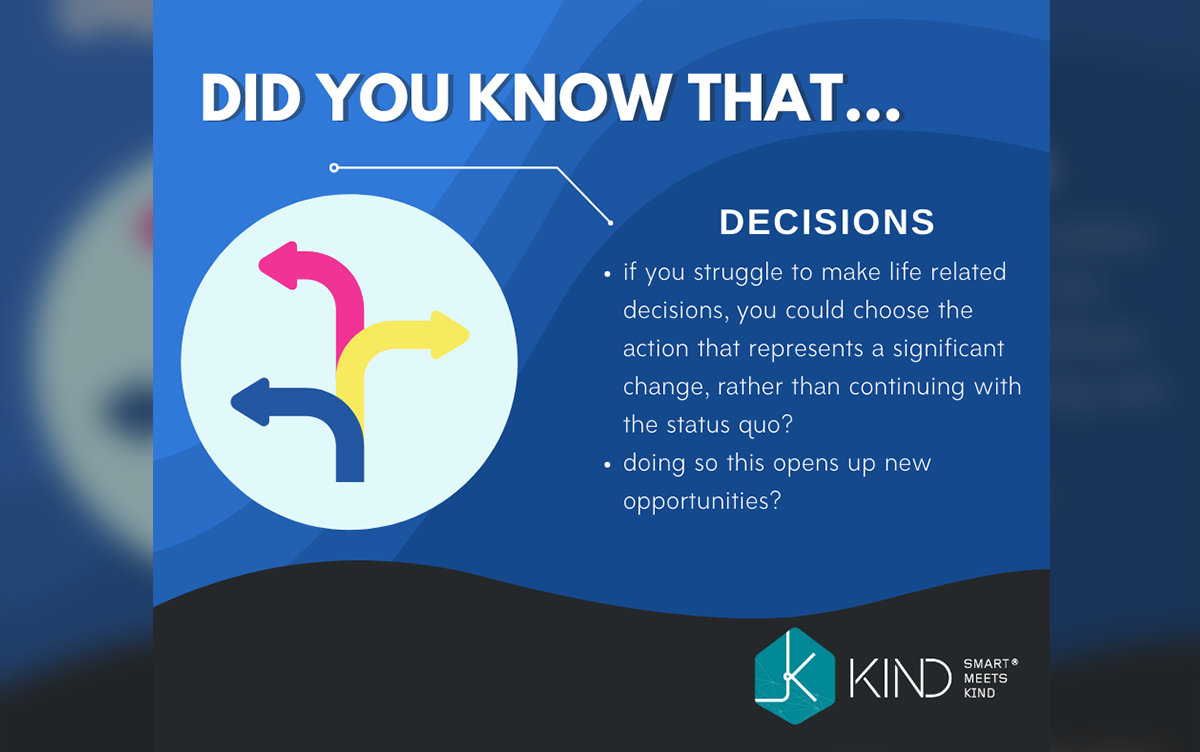 DID YOU KNOW THAT...
DECISIONS
• if you struggle to make life related
decisions, you could choose the
action that represents a significant
change, rather than continuing with
the status quo?
• doing so this opens up new
opportunities?
KIND
SMART®
MEETS
KIND